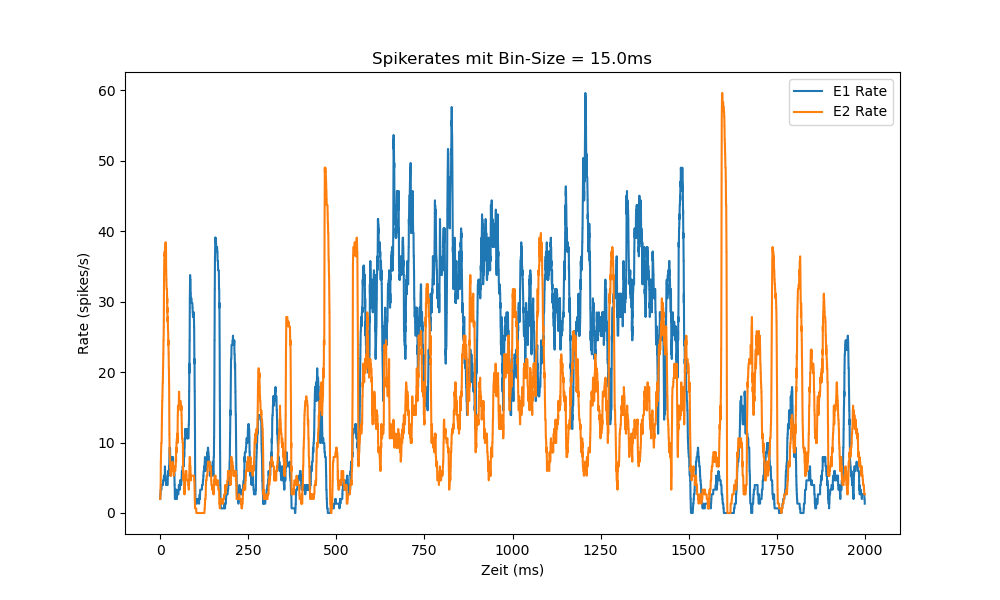 Spikerates mit Bin-Size = 15.0ms
E1 Rate
E2 Rate
60
50
40
30
20
10
0
Rate (spikes/s)
0 250 500 750 1000 1250 1500 1750 2000
Zeit (ms)